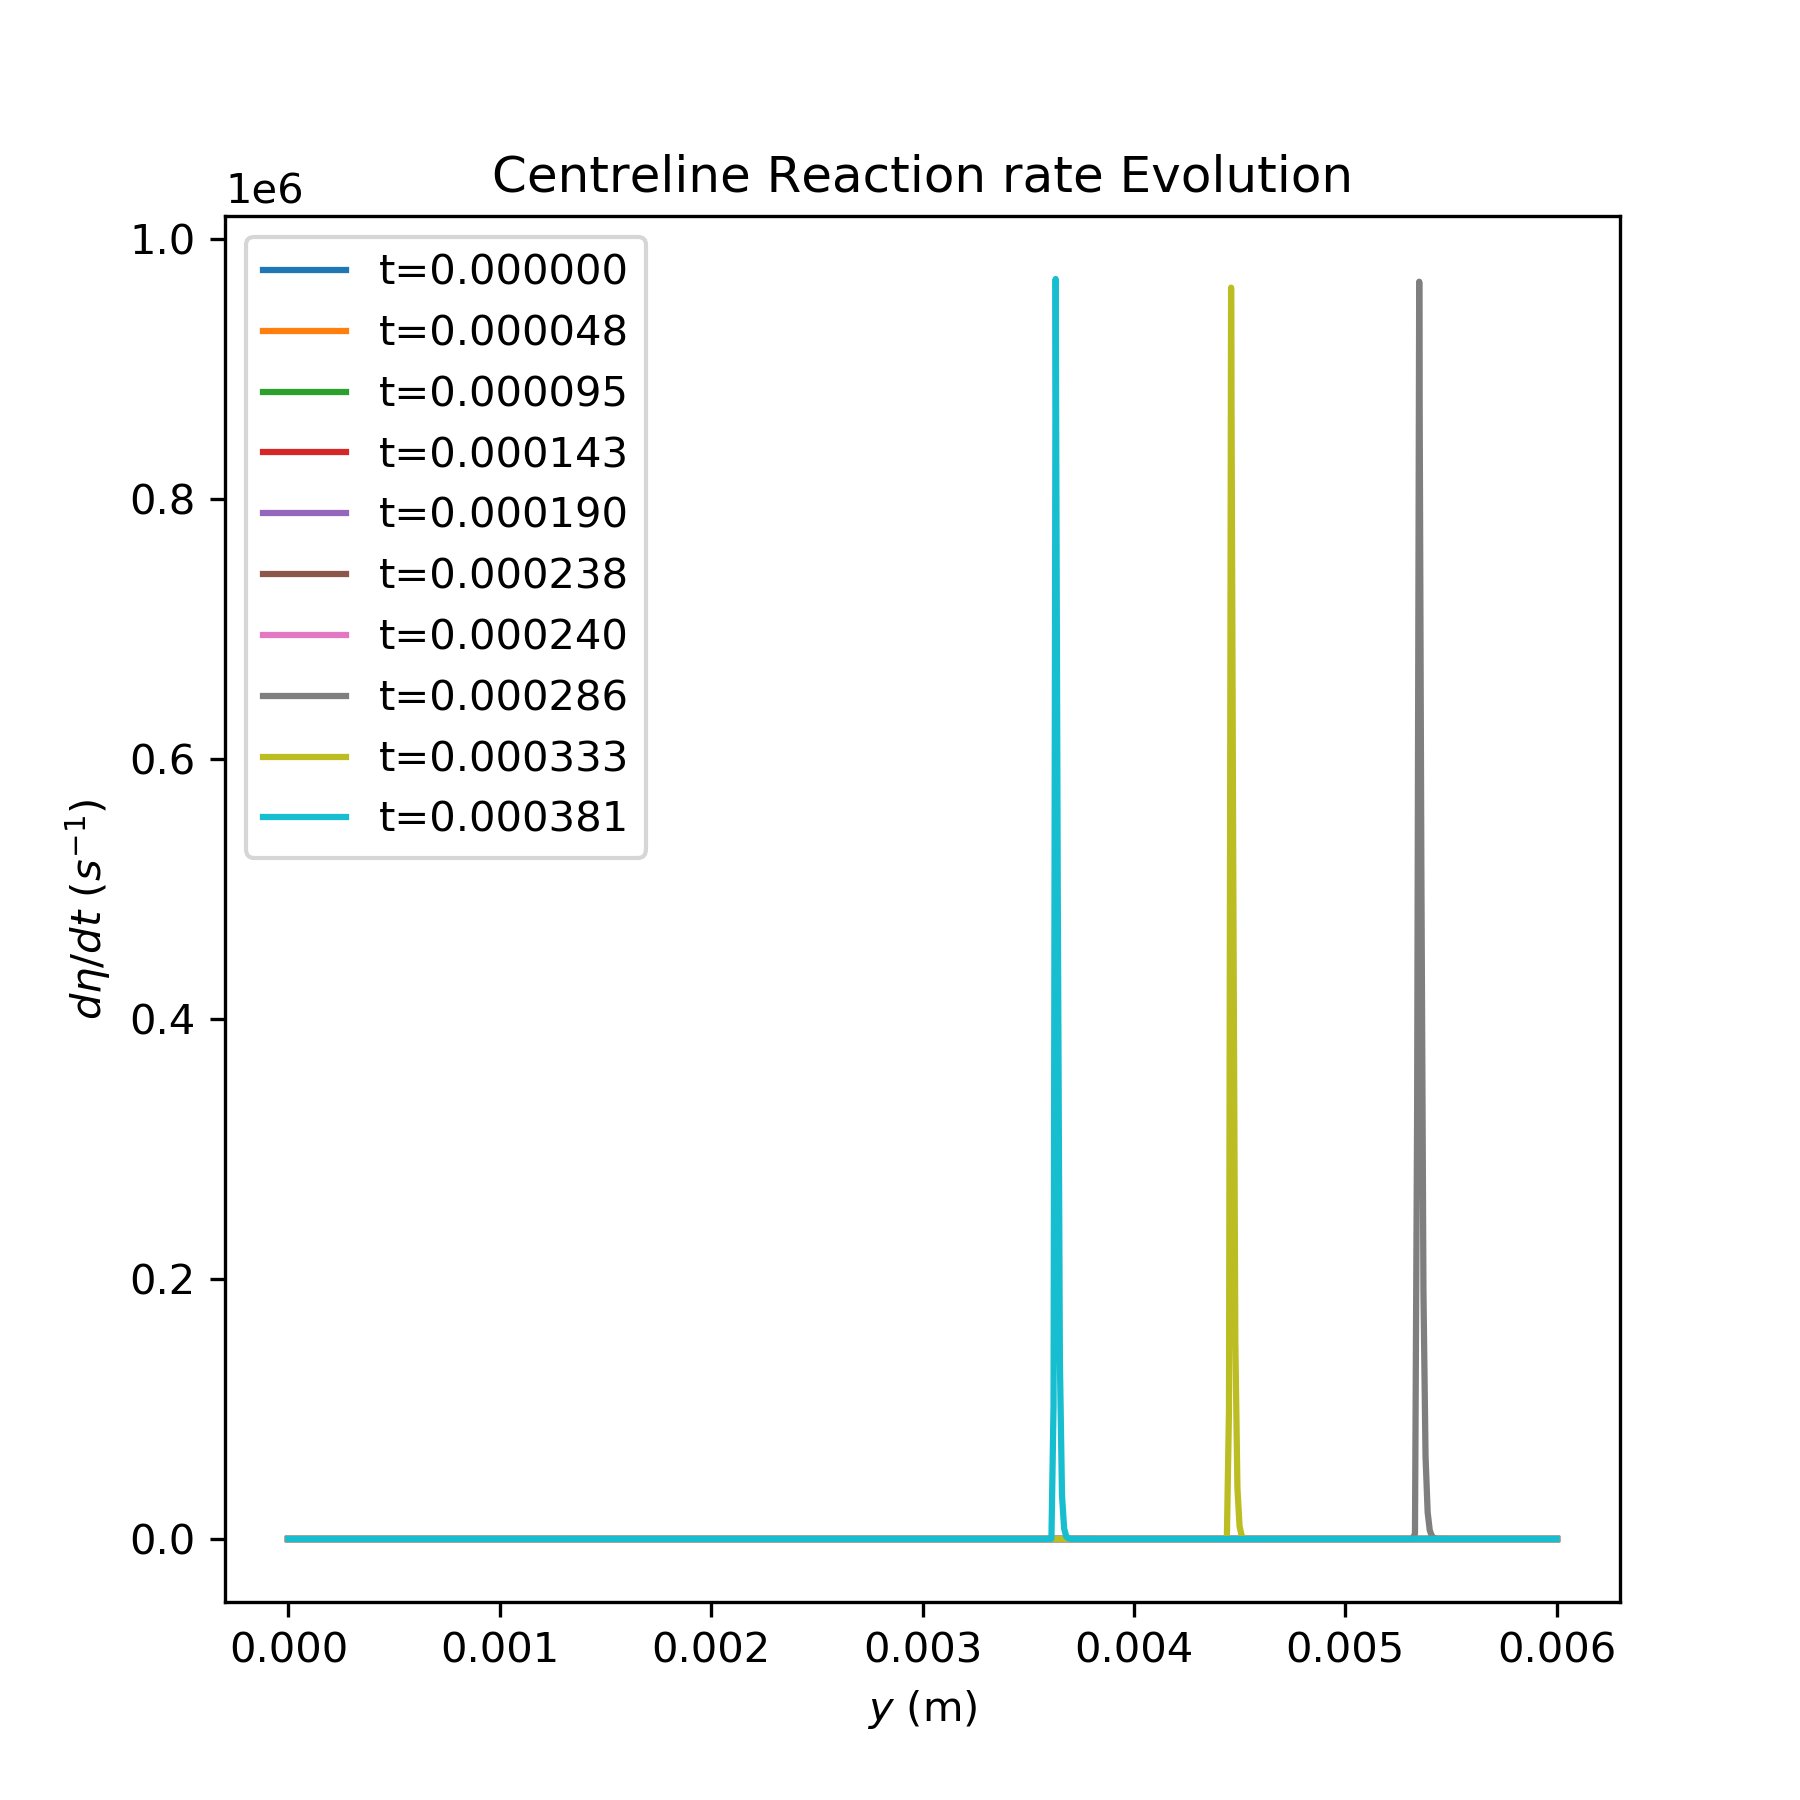 Centreline Reaction rate Evolution
1e6
1.0
0.8
0.6
0.4
0.2
0.0
dη/dt (s⁻¹)
t=0.000000
t=0.000048
t=0.000095
t=0.000143
t=0.000190
t=0.000238
t=0.000240
t=0.000286
t=0.000333
t=0.000381
0.000 0.001 0.002 0.003 0.004 0.005 0.006
y (m)